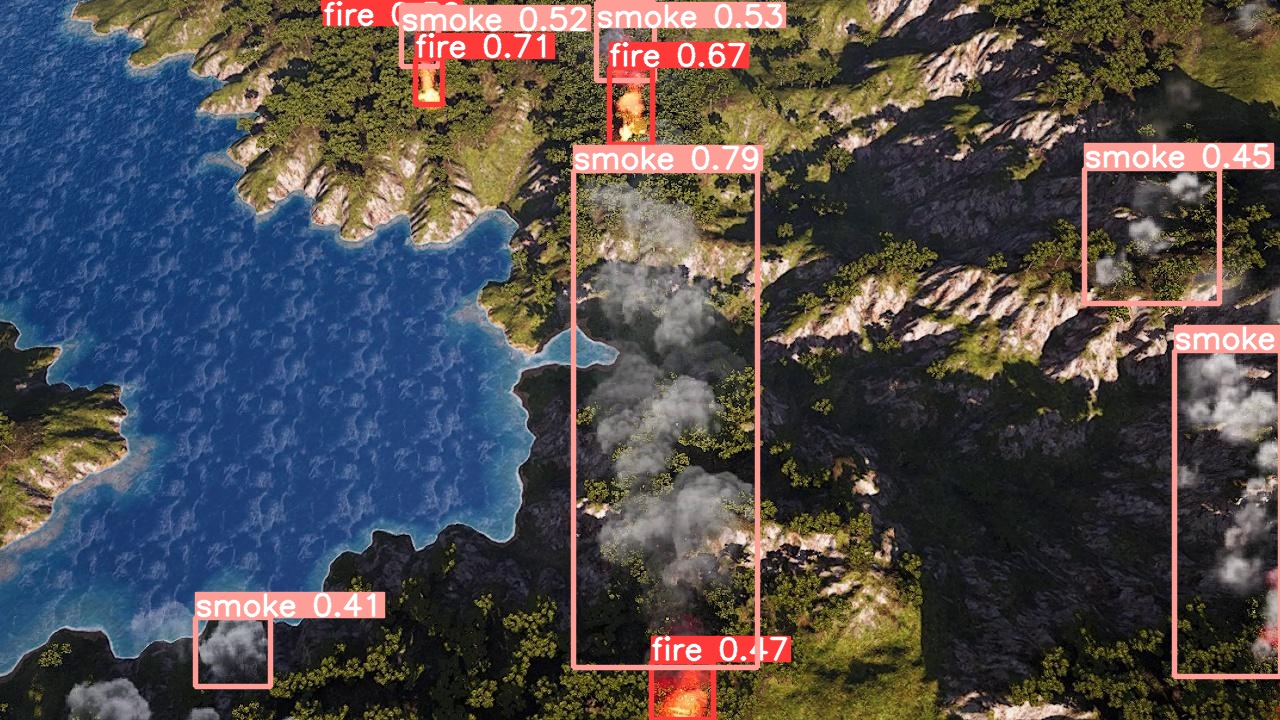 fire
smoke 0.52
smoke 0.53
fire 0.71
fire 0.67
smoke 0.79
smoke 0.45
smoke
smoke 0.41
fire 0.47